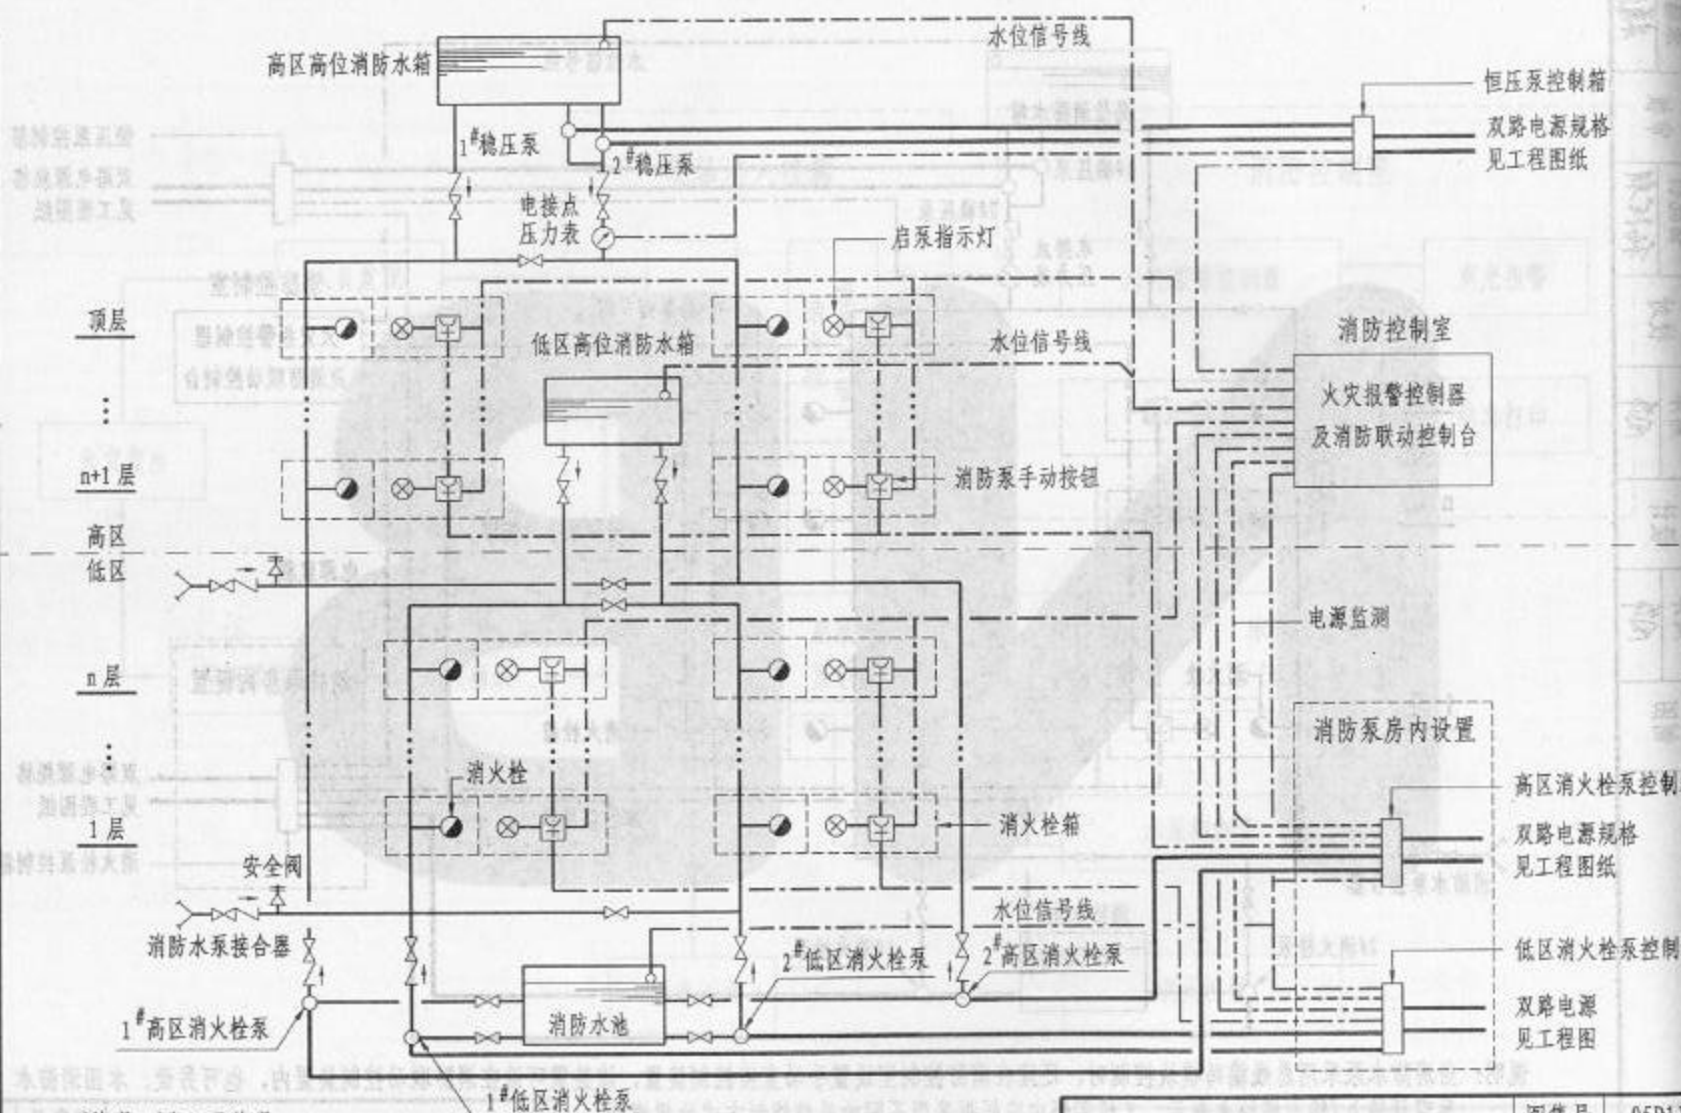 水位信号线
高区高位消防水箱
恒压泵控制箱
1#稳压泵
2#稳压泵
双路电源规格
见工程图纸
电接点
压力表
启泵指示灯
顶层
低区高位消防水箱
水位信号线
消防控制室
火灾报警控制器
及消防联动控制台
n+1层
消防泵手动按钮
高区
低区
电源监测
n层
消防泵房内设置
消火栓
高区消火栓泵控制
1层
消火栓箱
双路电源规格
见工程图纸
安全阀
水位信号线
消防水泵接合器
2#低区消火栓泵
2#高区消火栓泵
低区消火栓泵控制
1#高区消火栓泵
消防水池
双路电源
见工程图
1#低区消火栓泵
图集号